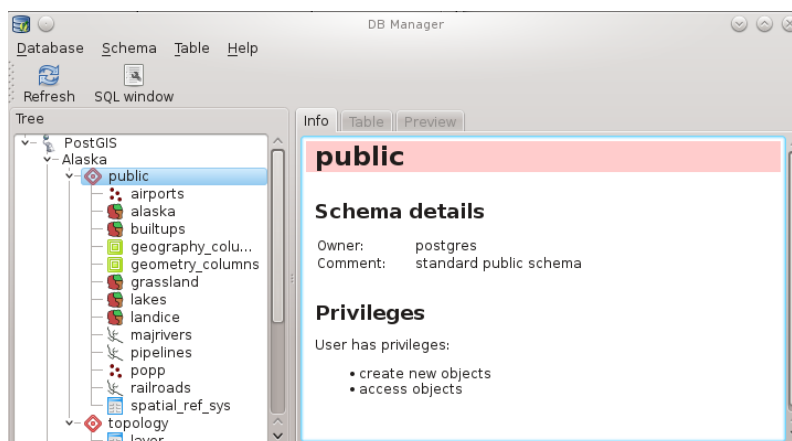 DB Manager
Database Schema Table Help
Refresh SQL window
Tree
PostGIS
Alaska
public
airports
alaska
builtups
geography_colu...
geometry_columns
grassland
lakes
landice
majrivers
pipelines
popp
railroads
spatial_ref_sys
topology
layer
Info Table Preview
public
Schema details
Owner: postgres
Comment: standard public schema
Privileges
User has privileges:
• create new objects
• access objects